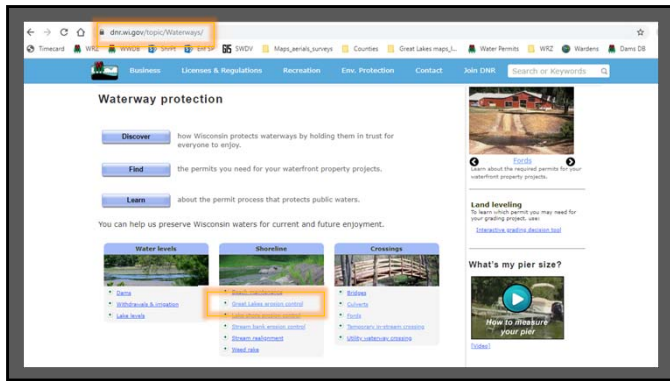 dnr.wi.gov/topic/Waterways/
Timecard WRZ WWDB SWDV Maps_aerials_surveys Counties Great Lakes maps_l... Water Permits WRZ Wardens Dams DB
Business Licenses & Regulations Recreation Env. Protection Contact Join DNR Search or Keywords
Waterway protection
Discover how Wisconsin protects waterways by holding them in trust for
everyone to enjoy.
Find the permits you need for your waterfront property projects.
Learn about the permit process that protects public waters.
You can help us preserve Wisconsin waters for current and future enjoyment.
Water levels
Dams
Withdrawals & irrigation
Lake levels
Shoreline
Beach maintenance
Great Lakes erosion control
Lake shore erosion control
Stream bank erosion control
Stream realignment
Weed rake
Crossings
Bridges
Culverts
Fords
Temporary in-stream crossing
Utility waterway crossing
Fords
Learn about the required permits for your
waterfront property projects.
Land leveling
To learn which permit you may need for
your grading project, use:
Interactive grading decision tool
What's my pier size?
How to measure
your pier
[Video]